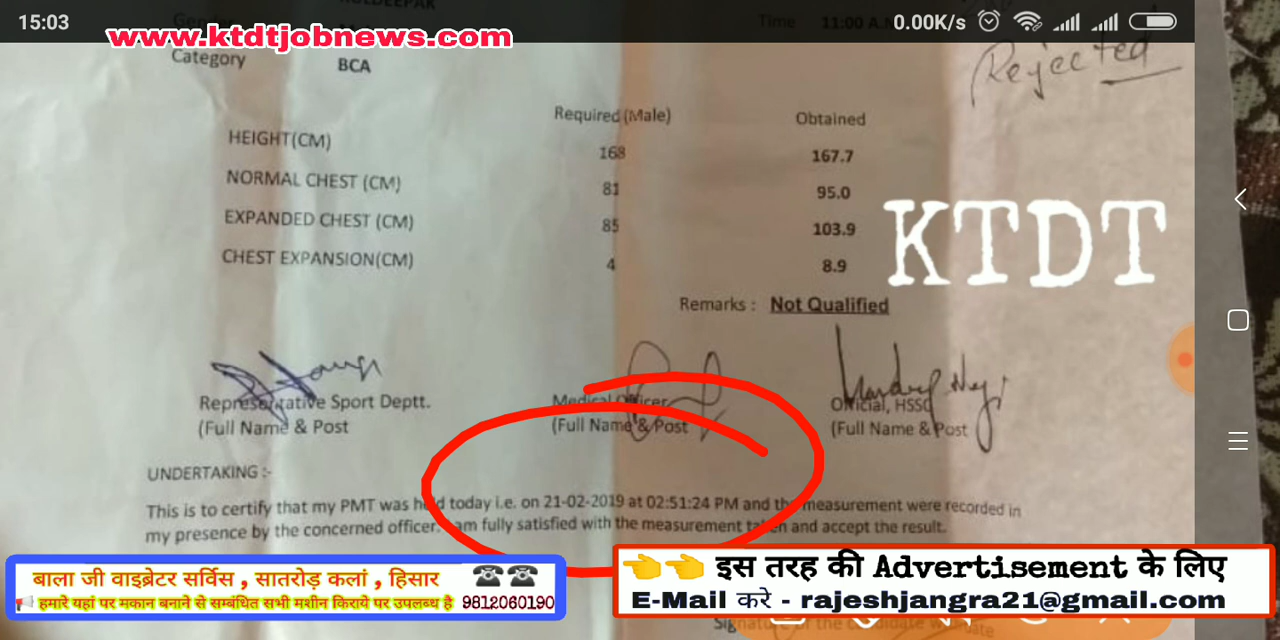 15:03
0.00K/s
Time 11:00 A.
www.ktdtjobnews.com
Category BCA
Rejected
Required (Male) Obtained
HEIGHT(CM) 168 167.7
NORMAL CHEST (CM) 81 95.0
EXPANDED CHEST (CM) 85 103.9
CHEST EXPANSION(CM) 4 8.9
KTDT
Remarks : Not Qualified
Representative Sport Deptt. Medical Officer Official, HSSC
(Full Name & Post (Full Name & Post (Full Name & Post
UNDERTAKING :-
This is to certify that my PMT was held today i.e. on 21-02-2019 at 02:51:24 PM and the measurement were recorded in
my presence by the concerned officer. I am fully satisfied with the measurement taken and accept the result.
बाला जी वाइब्रेटर सर्विस , सातरोड़ कलां , हिसार
हमारे यहां पर मकान बनाने से सम्बंधित सभी मशीन किराये पर उपलब्ध है 9812060190
इस तरह की Advertisement के लिए
E-Mail करे - rajeshjangra21@gmail.com
of the candidate